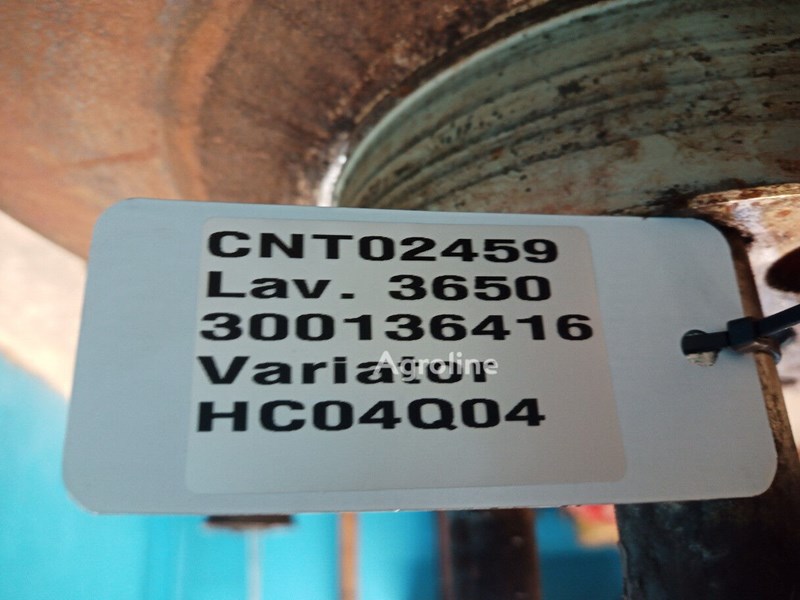 CNT02459
Lav. 3650
300136416
Variator
HC04Q04
Agroline